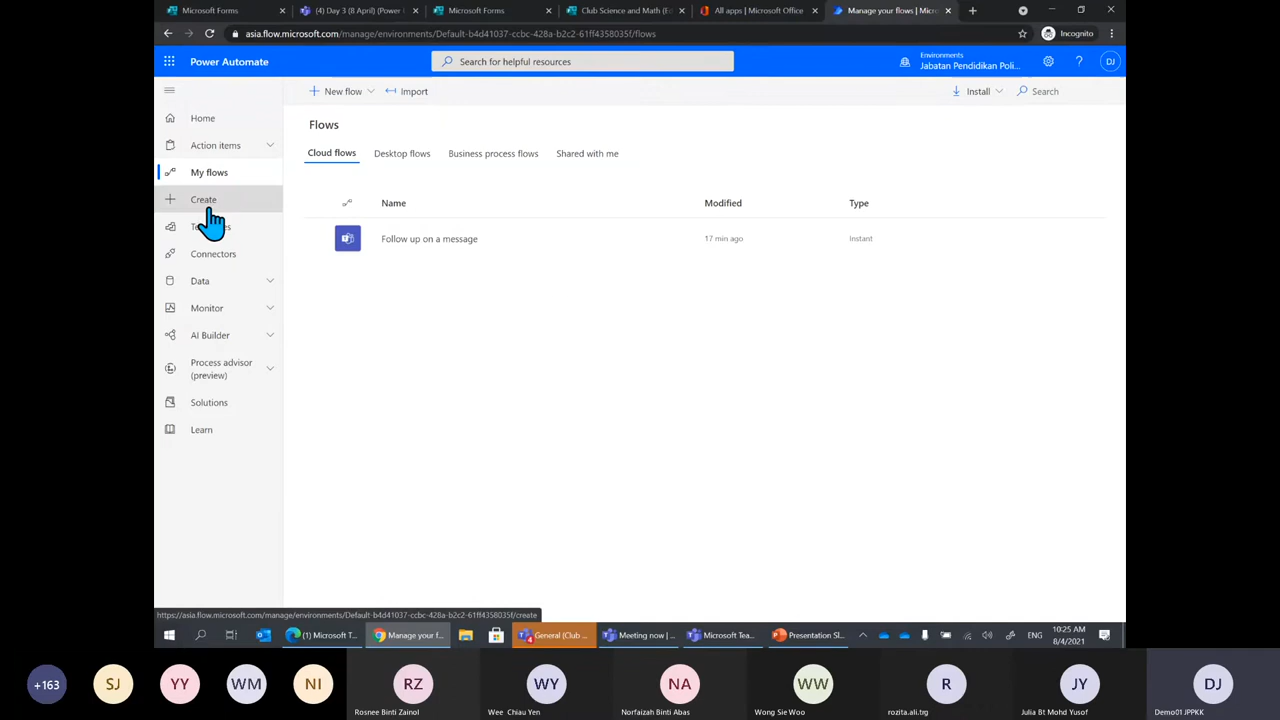 Microsoft Forms
(4) Day 3 (8 April) (Power
Microsoft Forms
Club Science and Math (Ed
All apps | Microsoft Office
Manage your flows | Micro
asia.flow.microsoft.com/manage/environments/Default-b4d41037-ccbc-428a-b2c2-61ff4358035f/flows
Incognito
Power Automate
Search for helpful resources
Environments
Jabatan Pendidikan Poli...
DJ
New flow
Import
Install
Search
Home
Action items
My flows
Create
Connectors
Data
Monitor
AI Builder
Process advisor
(preview)
Solutions
Learn
Flows
Cloud flows
Desktop flows
Business process flows
Shared with me
Name
Modified
Type
Follow up on a message
17 min ago
Instant
https://asia.flow.microsoft.com/manage/environments/Default-b4d41037-ccbc-428a-b2c2-61ff4358035f/create
(1) Microsoft T...
Manage your f...
General (Club ...
Meeting now | ...
Microsoft Tea...
Presentation Sl...
ENG
10:25 AM
8/4/2021
+163
SJ
YY
WM
NI
RZ
Rosnee Binti Zainol
WY
Wee Chiau Yen
NA
Norfaizah Binti Abas
WW
Wong Sie Woo
R
rozita.ali.trg
JY
Julia Bt Mohd Yusof
DJ
Demo01 JPPKK